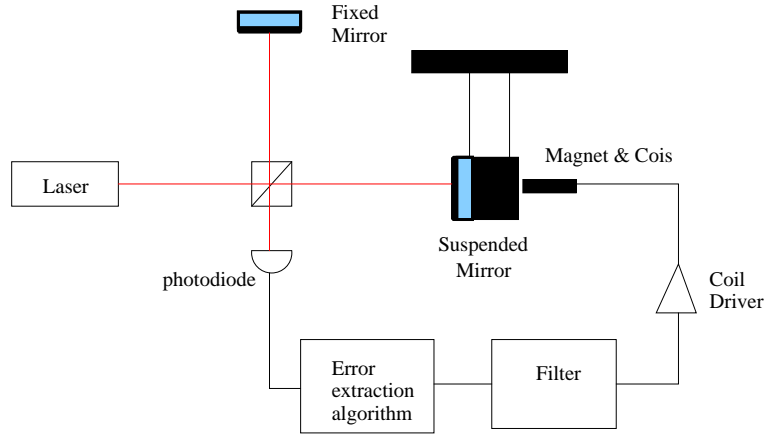 Fixed
Mirror
Magnet & Cois
Laser
Suspended
Mirror
photodiode
Coil
Driver
Error
extraction
algorithm
Filter